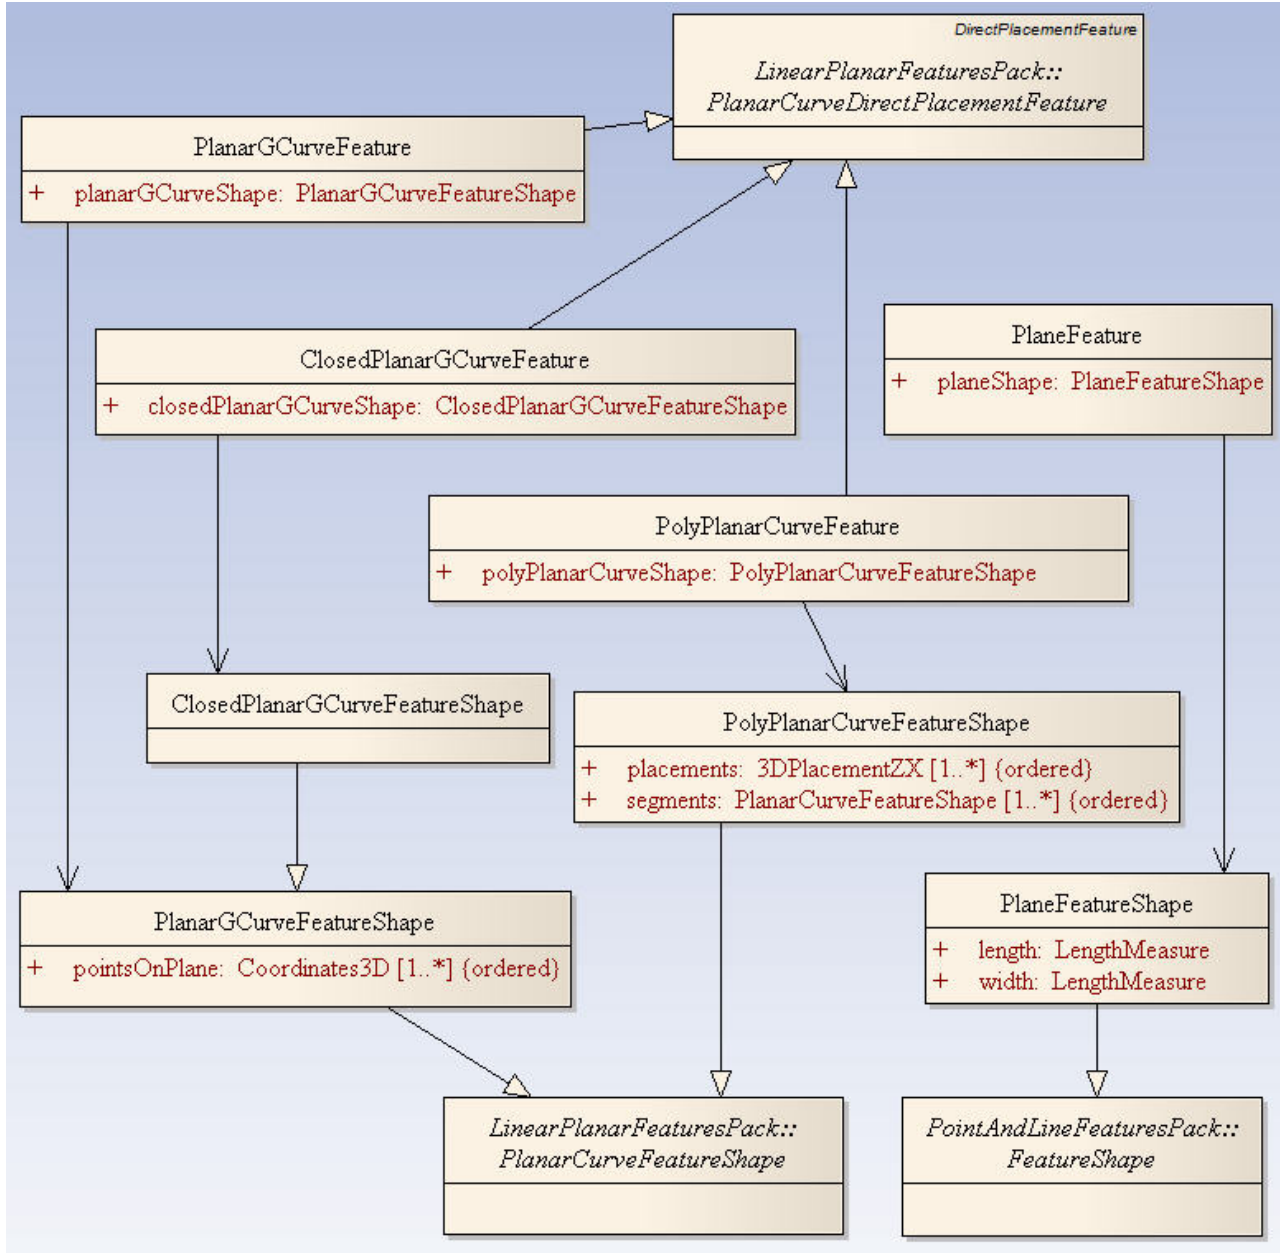 DirectPlacementFeature
LinearPlanarFeaturesPack::
PlanarCurveDirectPlacementFeature
PlanarGCurveFeature
+ planarGCurveShape: PlanarGCurveFeatureShape
ClosedPlanarGCurveFeature
+ closedPlanarGCurveShape: ClosedPlanarGCurveFeatureShape
PlaneFeature
+ planeShape: PlaneFeatureShape
PolyPlanarCurveFeature
+ polyPlanarCurveShape: PolyPlanarCurveFeatureShape
ClosedPlanarGCurveFeatureShape
PolyPlanarCurveFeatureShape
+ placements: 3DPlacementZX [1..*] {ordered}
+ segments: PlanarCurveFeatureShape [1..*] {ordered}
PlanarGCurveFeatureShape
+ pointsOnPlane: Coordinates3D [1..*] {ordered}
PlaneFeatureShape
+ length: LengthMeasure
+ width: LengthMeasure
LinearPlanarFeaturesPack::
PlanarCurveFeatureShape
PointAndLineFeaturesPack::
FeatureShape